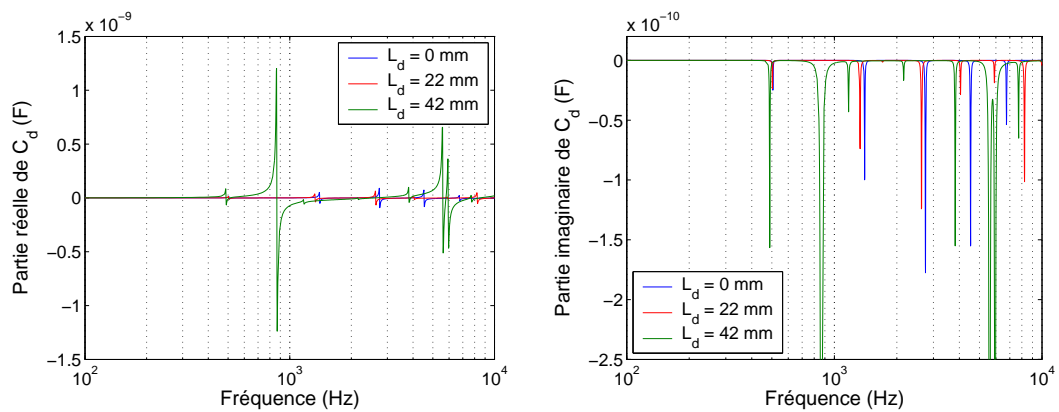 x 10^-9
1.5
1
0.5
0
-0.5
-1
-1.5
10^2
10^3
10^4
Partie réelle de C_d (F)
Fréquence (Hz)
L_d = 0 mm
L_d = 22 mm
L_d = 42 mm
x 10^-10
0
-0.5
-1
-1.5
-2
-2.5
10^2
10^3
10^4
Partie imaginaire de C_d (F)
Fréquence (Hz)
L_d = 0 mm
L_d = 22 mm
L_d = 42 mm